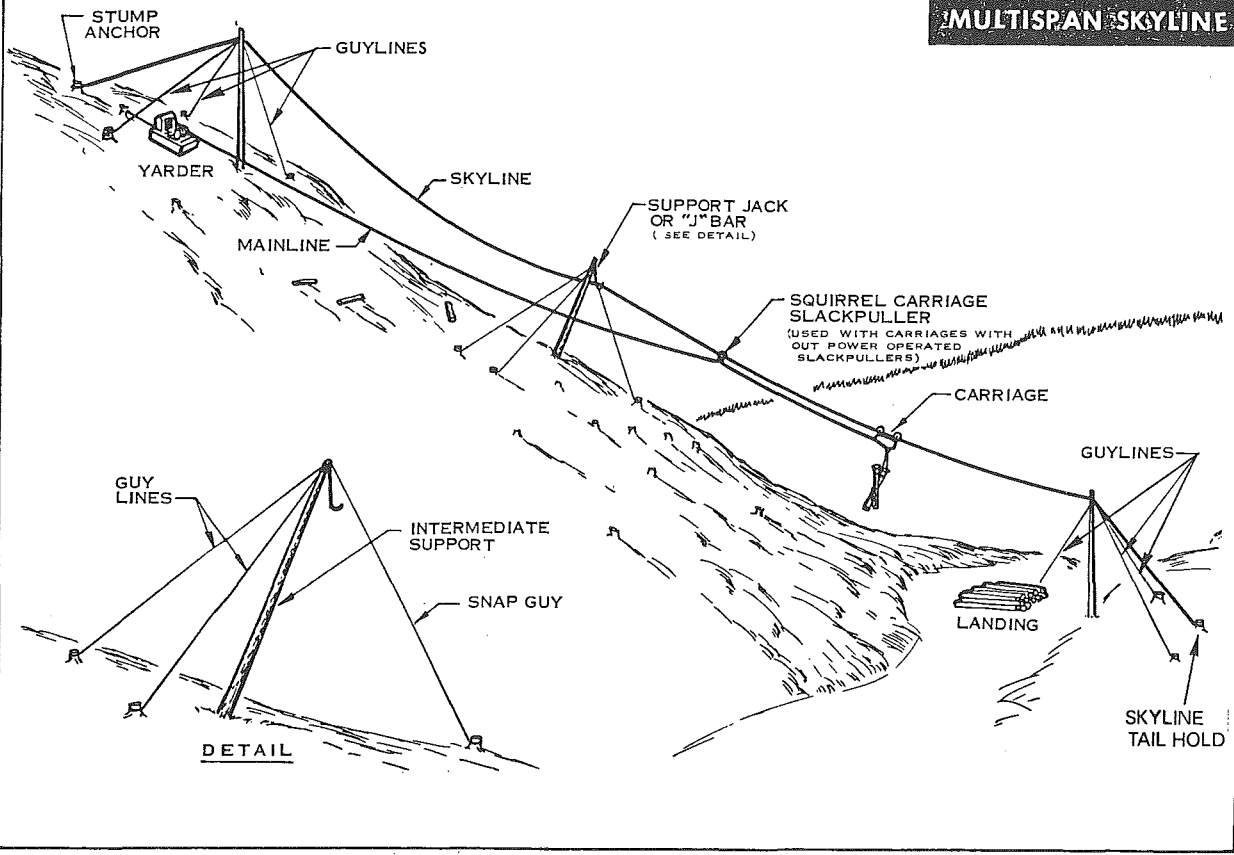 MULTISPAN SKYLINE
STUMP
ANCHOR
GUYLINES
YARDER
SKYLINE
MAINLINE
SUPPORT JACK
OR "J" BAR
( SEE DETAIL)
SQUIRREL CARRIAGE
SLACKPULLER
(USED WITH CARRIAGES WITH
OUT POWER OPERATED
SLACKPULLERS)
CARRIAGE
GUYLINES
GUY
LINES
INTERMEDIATE
SUPPORT
SNAP GUY
LANDING
SKYLINE
TAIL HOLD
DETAIL